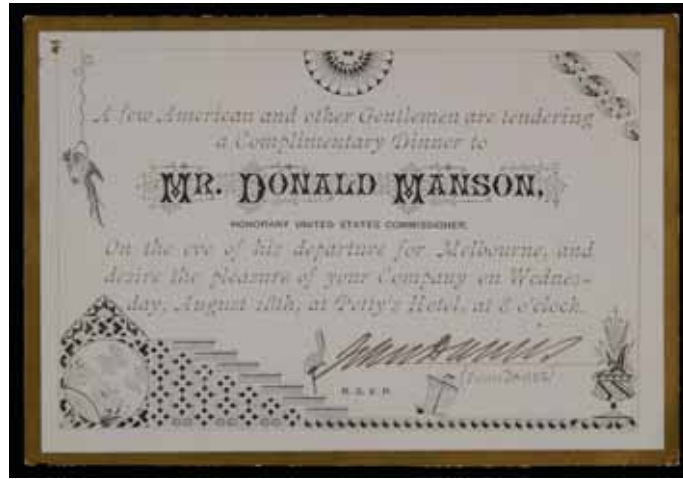 A few American and other Gentlemen are tendering
a Complimentary Dinner to
MR. DONALD MANSON,
HONORARY UNITED STATES COMMISSIONER,
On the eve of his departure for Melbourne, and
desire the pleasure of your Company on Wednes-
day, August 18th, at Petty's Hotel, at 8 o'clock.
R. S. V. P.